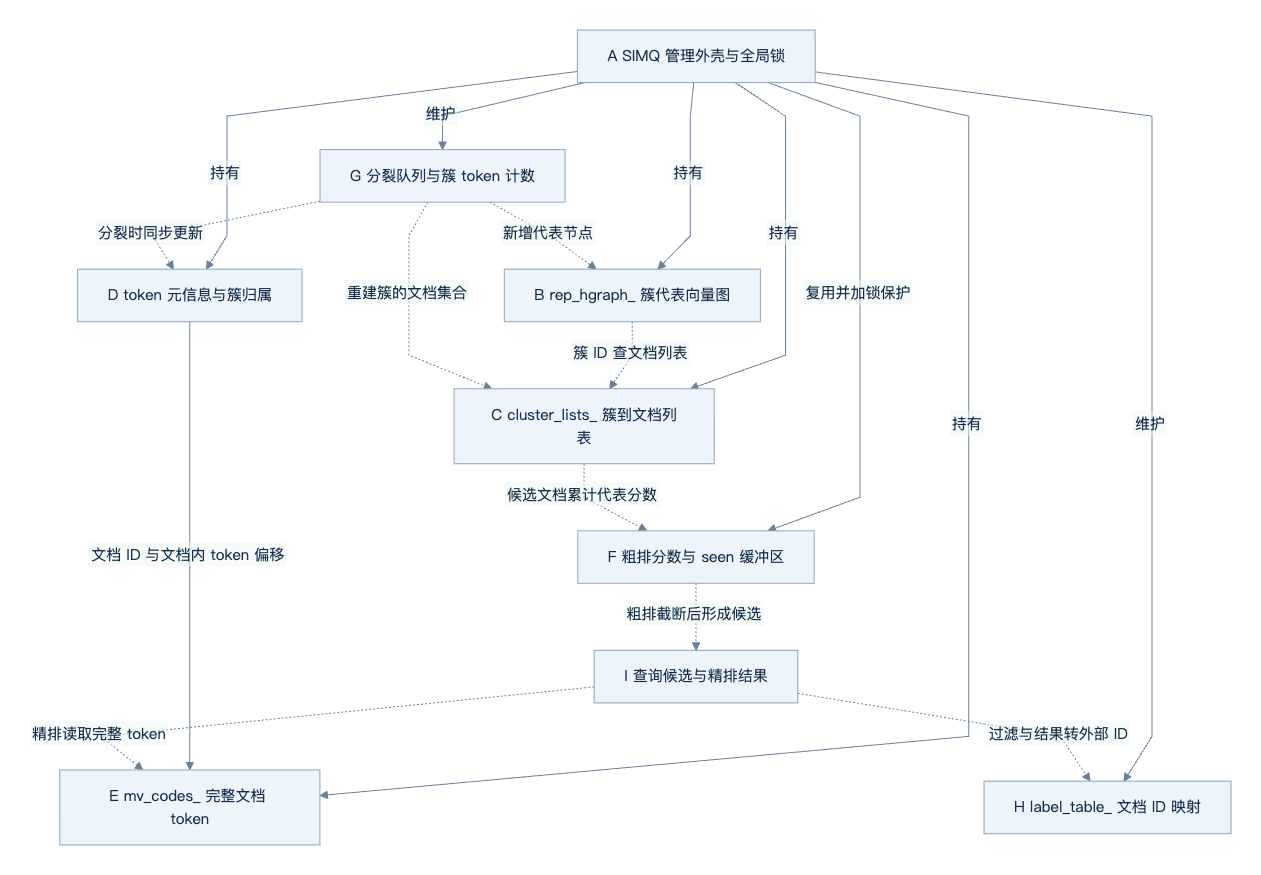 A SIMQ 管理外壳与全局锁
维护
G 分裂队列与簇 token 计数
持有
持有
分裂时同步更新
新增代表节点
持有
D token 元信息与簇归属
重建簇的文档集合
B rep_hgraph_ 簇代表向量图
复用并加锁保护
簇 ID 查文档列表
C cluster_lists_ 簇到文档列
表
持有
维护
候选文档累计代表分数
文档 ID 与文档内 token 偏移
F 粗排分数与 seen 缓冲区
粗排截断后形成候选
I 查询候选与精排结果
精排读取完整 token
过滤与结果转外部 ID
E mv_codes_ 完整文档
token
H label_table_ 文档 ID 映射